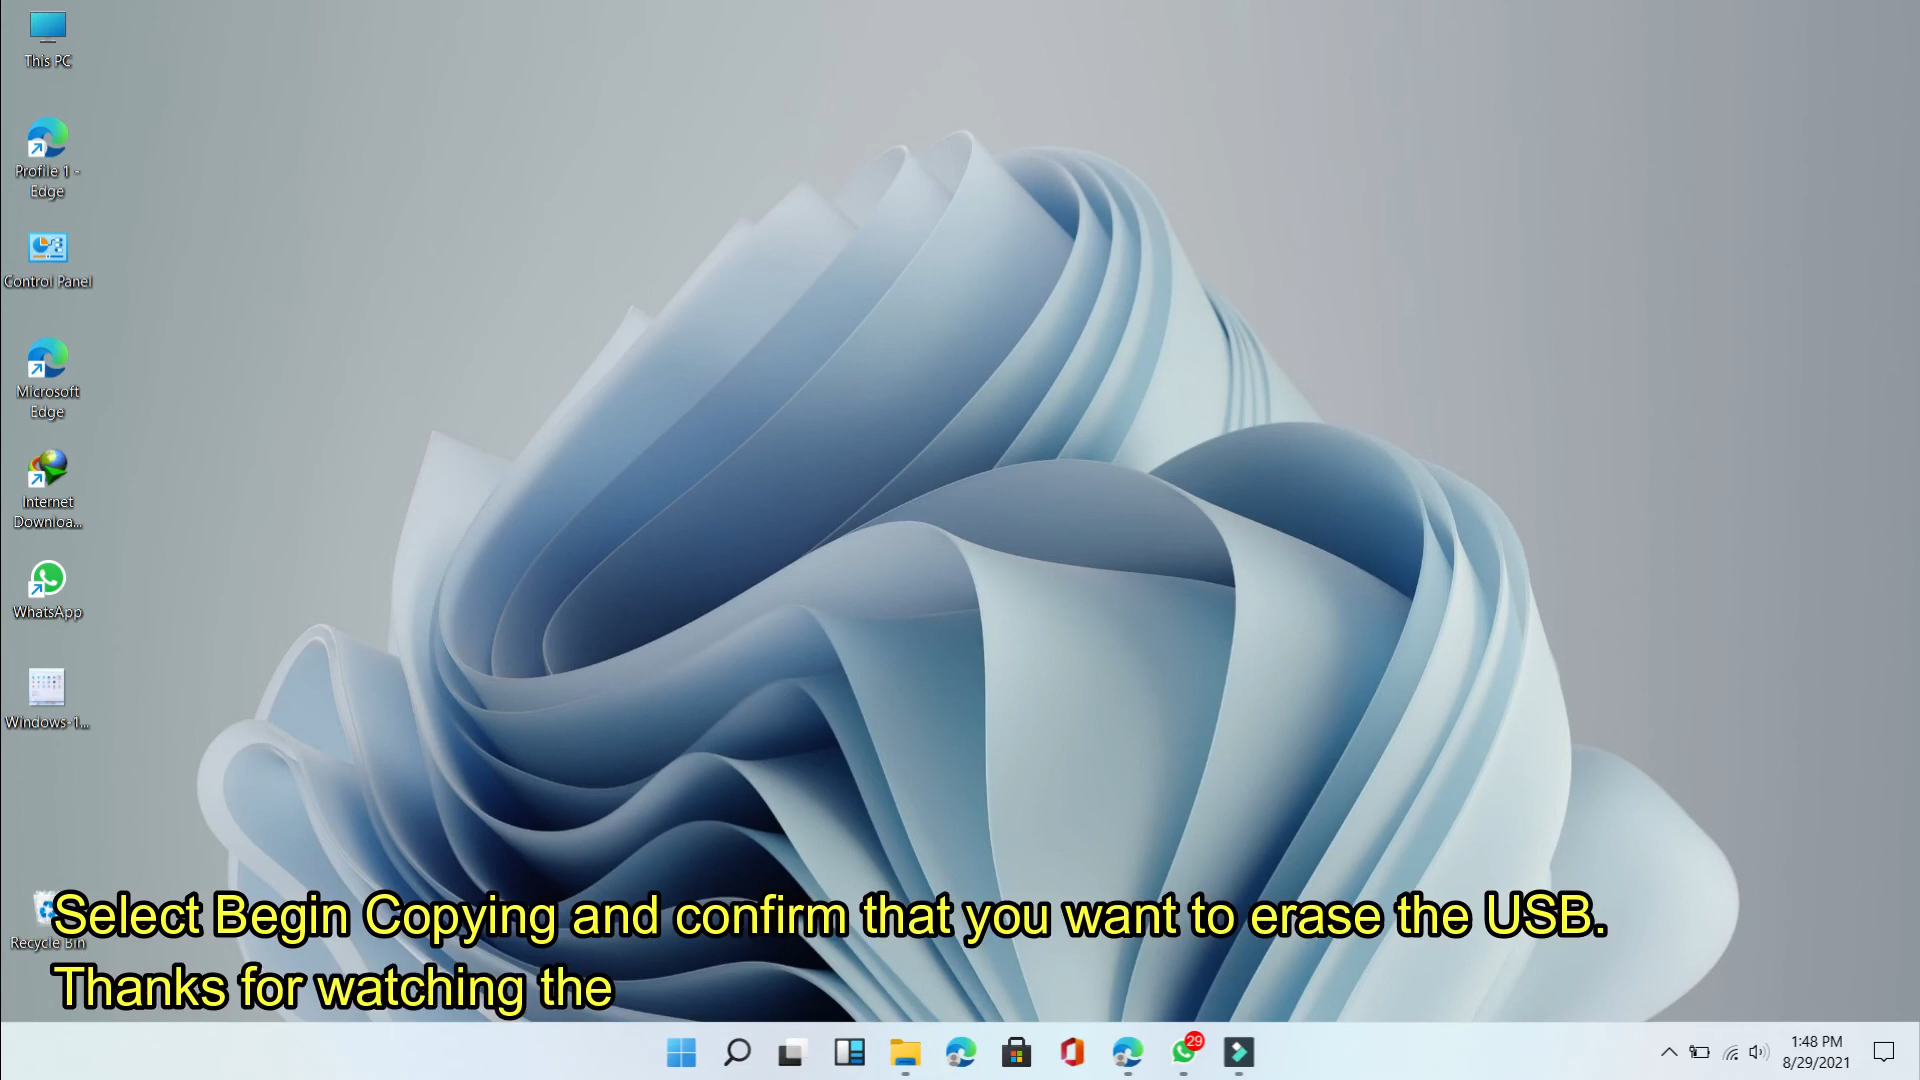 This PC
Profile 1 -
Edge
Control Panel
Microsoft
Edge
Internet
Downloa...
WhatsApp
Windows-1...
Recycle Bin
Select Begin Copying and confirm that you want to erase the USB.
Thanks for watching the
29
1:48 PM
8/29/2021